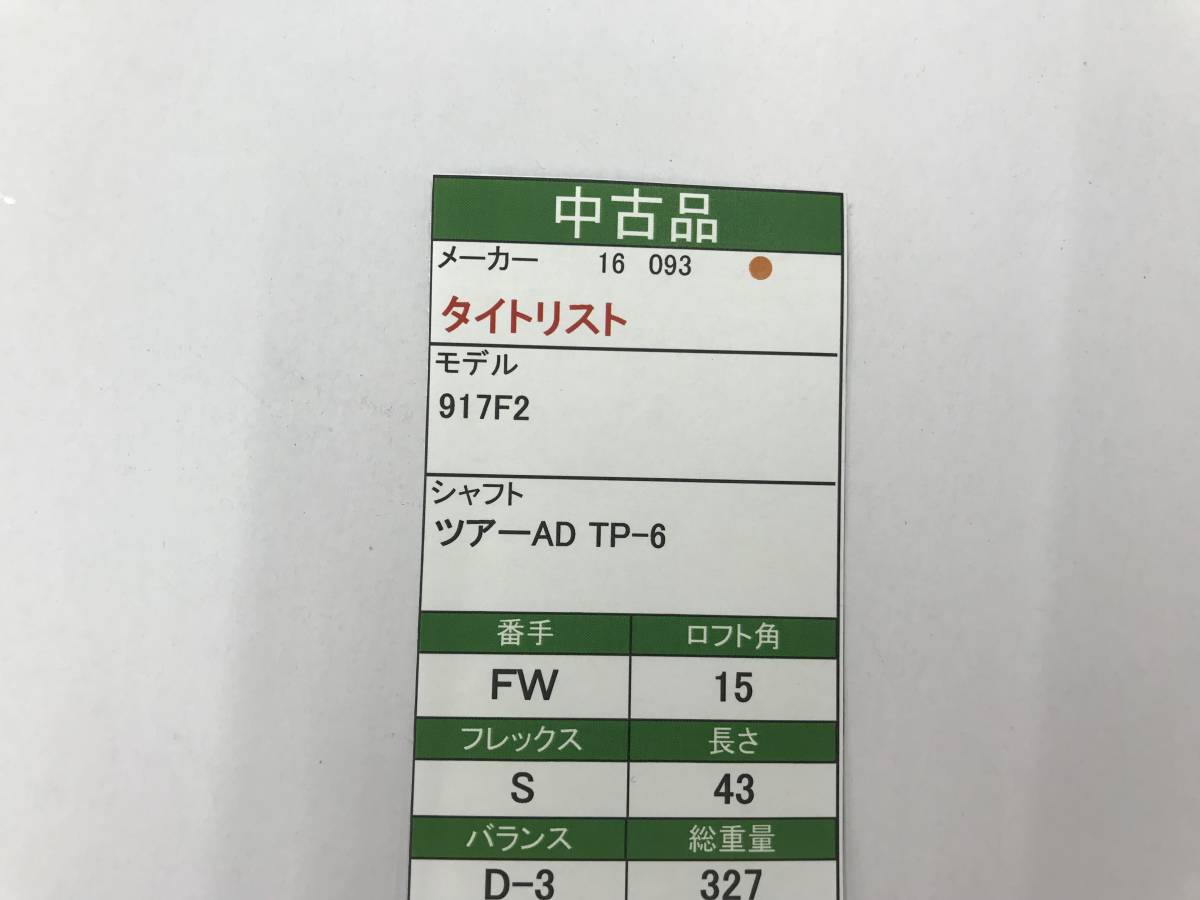 中古品
メーカー 16 093
タイトリスト
モデル
917F2
シャフト
ツアーAD TP-6
番手 ロフト角
FW 15
フレックス 長さ
S 43
バランス 総重量
D-3 327